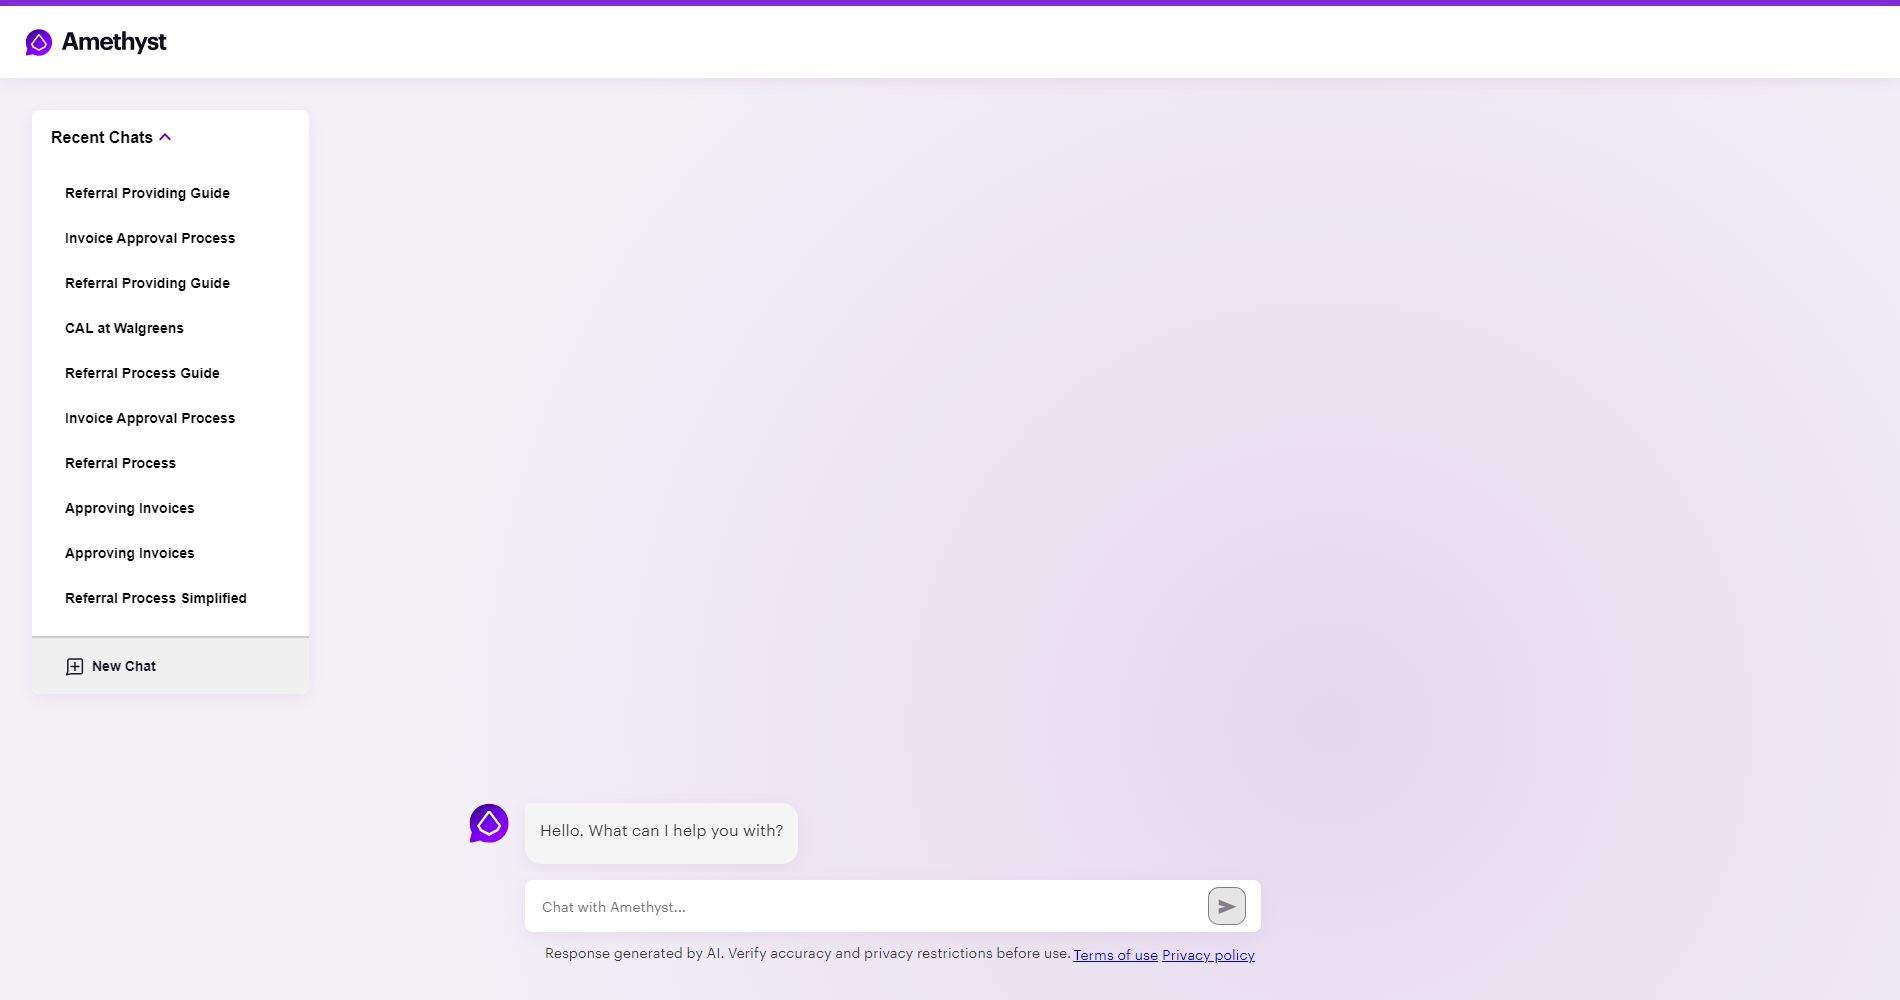 Amethyst
Recent Chats
Referral Providing Guide
Invoice Approval Process
Referral Providing Guide
CAL at Walgreens
Referral Process Guide
Invoice Approval Process
Referral Process
Approving Invoices
Approving Invoices
Referral Process Simplified
New Chat
Hello. What can I help you with?
Chat with Amethyst...
Response generated by AI. Verify accuracy and privacy restrictions before use. Terms of use Privacy policy